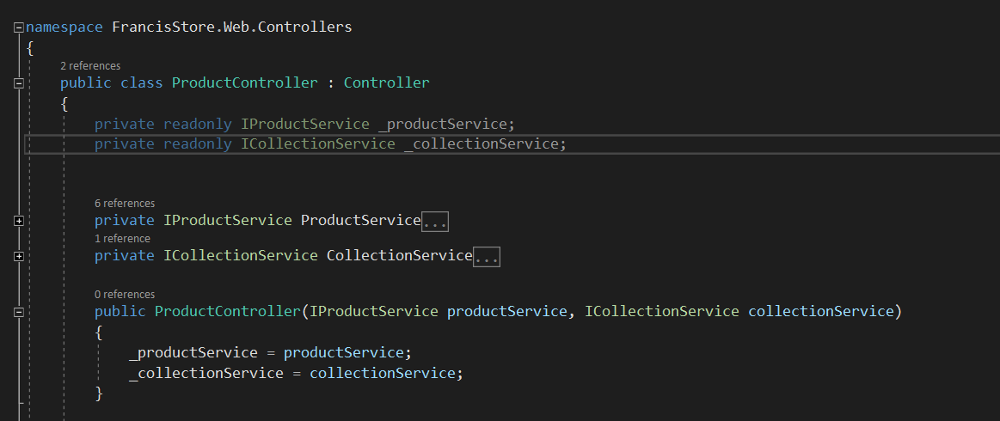 namespace FrancisStore.Web.Controllers
{
2 references
public class ProductController : Controller
{
private readonly IProductService _productService;
private readonly ICollectionService _collectionService;
6 references
private IProductService ProductService...
1 reference
private ICollectionService CollectionService...
0 references
public ProductController(IProductService productService, ICollectionService collectionService)
{
_productService = productService;
_collectionService = collectionService;
}